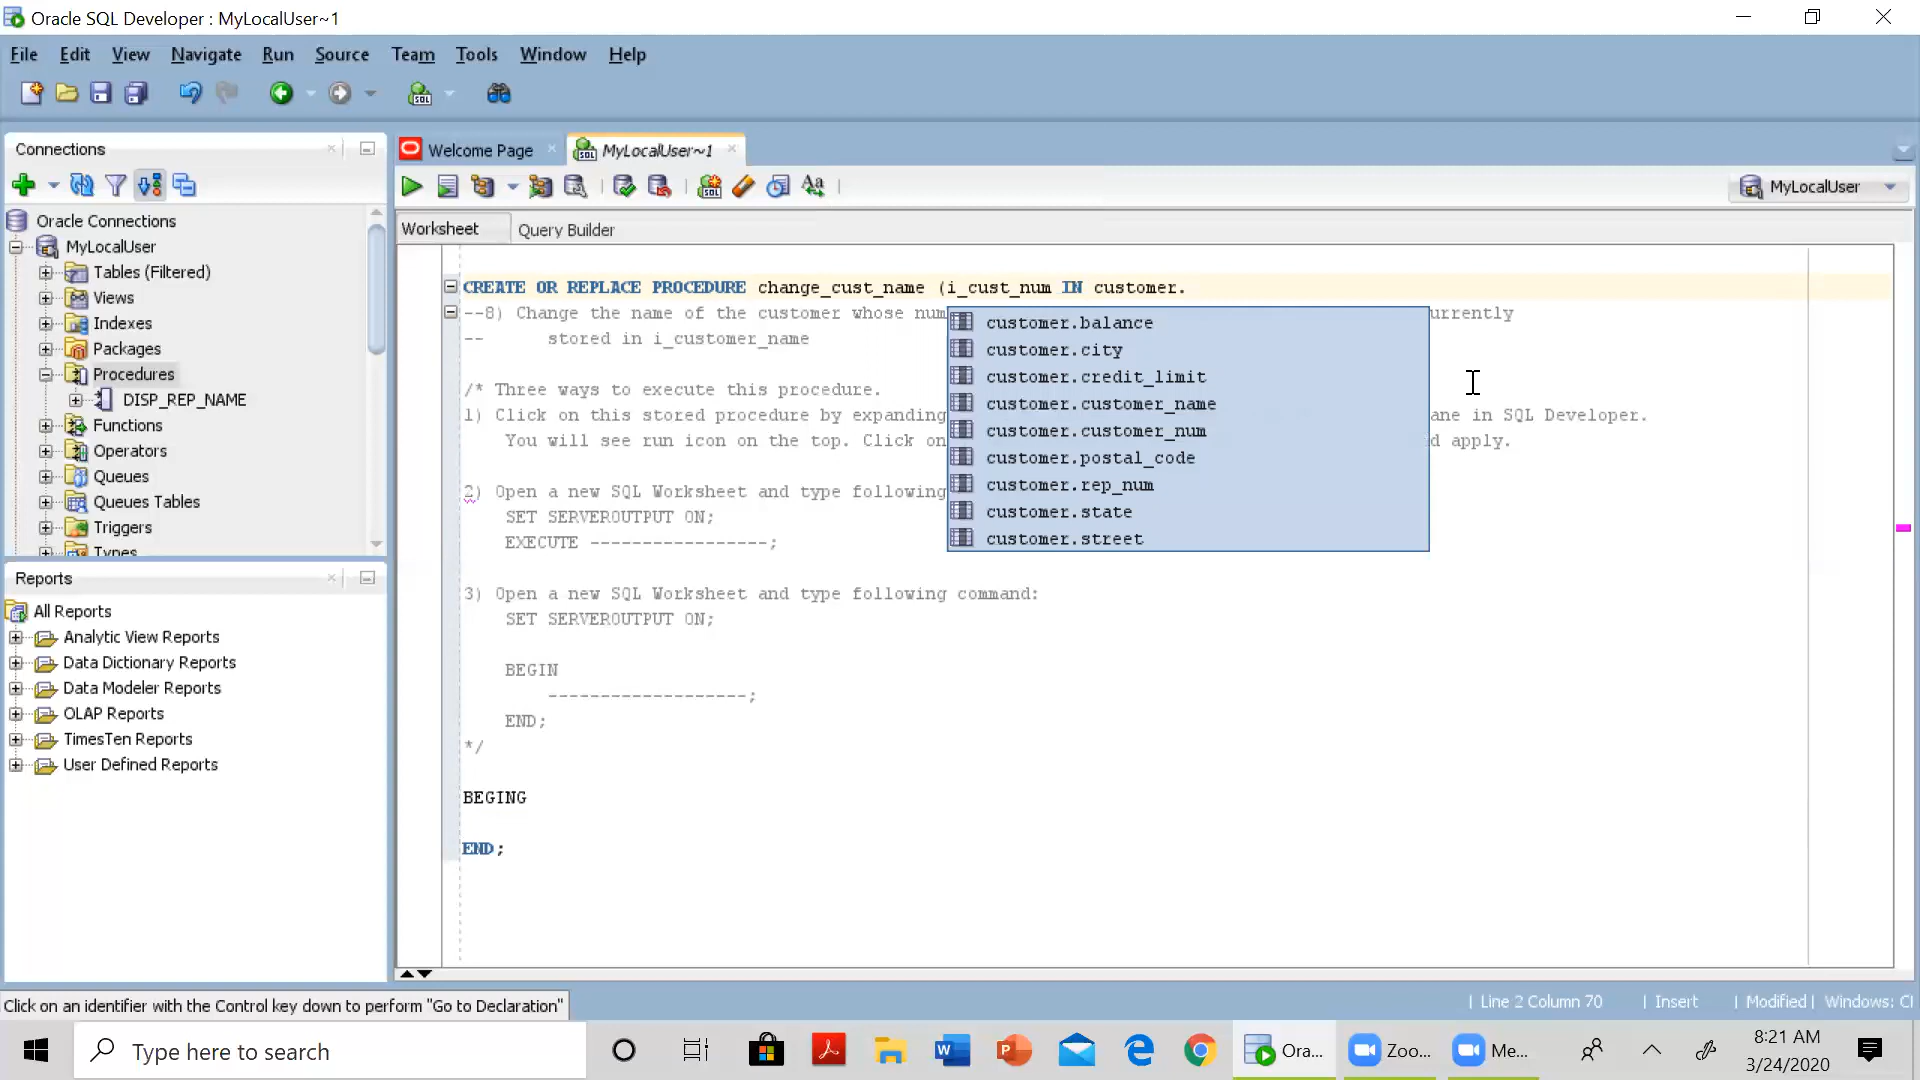 Oracle SQL Developer : MyLocalUser~1
File Edit View Navigate Run Source Team Tools Window Help
SQL
Connections
Welcome Page
MyLocalUser~1
MyLocalUser
Oracle Connections
MyLocalUser
Tables (Filtered)
Views
Indexes
Packages
Procedures
DISP_REP_NAME
Functions
Operators
Queues
Queues Tables
Triggers
Types
Reports
All Reports
Analytic View Reports
Data Dictionary Reports
Data Modeler Reports
OLAP Reports
TimesTen Reports
User Defined Reports
Worksheet Query Builder
CREATE OR REPLACE PROCEDURE change_cust_name (i_cust_num IN customer.
--8) Change the name of the customer whose num urrently
-- stored in i_customer_name
/* Three ways to execute this procedure.
1) Click on this stored procedure by expanding ane in SQL Developer.
You will see run icon on the top. Click on d apply.
2) Open a new SQL Worksheet and type following
SET SERVEROUTPUT ON;
EXECUTE -----------------;
3) Open a new SQL Worksheet and type following command:
SET SERVEROUTPUT ON;
BEGIN
-------------------;
END;
*/
BEGING
END;
customer.balance
customer.city
customer.credit_limit
customer.customer_name
customer.customer_num
customer.postal_code
customer.rep_num
customer.state
customer.street
Click on an identifier with the Control key down to perform "Go to Declaration"
| Line 2 Column 70 | Insert | Modified | Windows: Cl
Type here to search
Ora...
Zoo...
Me...
8:21 AM
3/24/2020